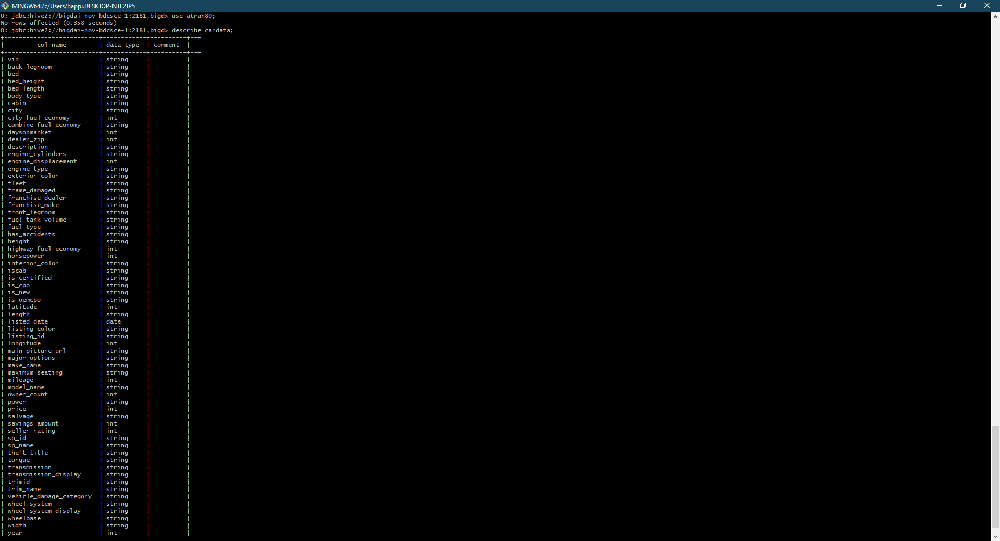 MINGW64:/c/Users/happi.DESKTOP-NTL2JP5
0: jdbc:hive2://bigdai-nov-bdcsce-1:2181,bigd> use atran80;
No rows affected (0.358 seconds)
0: jdbc:hive2://bigdai-nov-bdcsce-1:2181,bigd> describe cardata;
+--------------------------+------------+----------+--+
| col_name | data_type | comment |
+--------------------------+------------+----------+--+
| vin | string | |
| back_legroom | string | |
| bed | string | |
| bed_height | string | |
| bed_length | string | |
| body_type | string | |
| cabin | string | |
| city | string | |
| city_fuel_economy | int | |
| combine_fuel_economy | string | |
| daysonmarket | int | |
| dealer_zip | int | |
| description | string | |
| engine_cylinders | string | |
| engine_displacement | int | |
| engine_type | string | |
| exterior_color | string | |
| fleet | string | |
| frame_damaged | string | |
| franchise_dealer | string | |
| franchise_make | string | |
| front_legroom | string | |
| fuel_tank_volume | string | |
| fuel_type | string | |
| has_accidents | string | |
| height | string | |
| highway_fuel_economy | int | |
| horsepower | int | |
| interior_color | string | |
| iscab | string | |
| is_certified | string | |
| is_cpo | string | |
| is_new | string | |
| is_oemcpo | string | |
| latitude | int | |
| length | string | |
| listed_date | date | |
| listing_color | string | |
| listing_id | string | |
| longitude | int | |
| main_picture_url | string | |
| major_options | string | |
| make_name | string | |
| maximum_seating | string | |
| mileage | int | |
| model_name | string | |
| owner_count | int | |
| power | string | |
| price | int | |
| salvage | string | |
| savings_amount | int | |
| seller_rating | int | |
| sp_id | string | |
| sp_name | string | |
| theft_title | string | |
| torque | string | |
| transmission | string | |
| transmission_display | string | |
| trimid | string | |
| trim_name | string | |
| vehicle_damage_category | string | |
| wheel_system | string | |
| wheel_system_display | string | |
| wheelbase | string | |
| width | string | |
| year | int | |